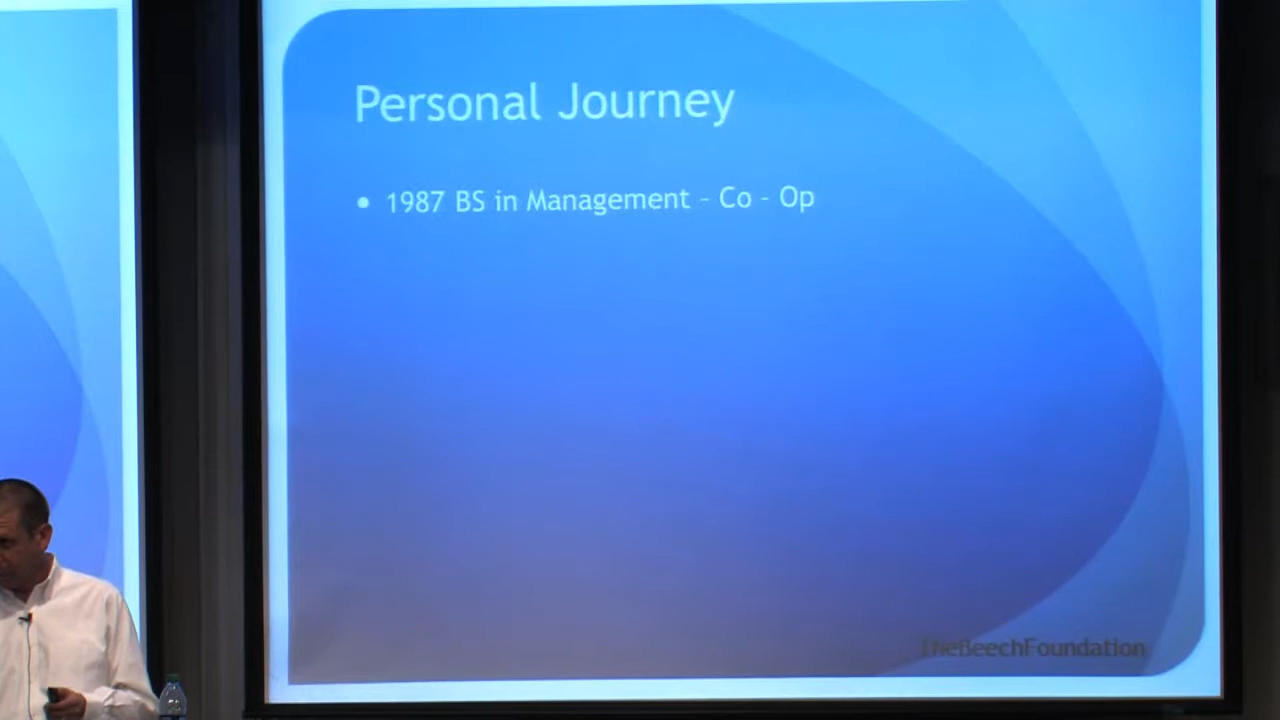 Personal Journey
• 1987 BS in Management – Co – Op
TheBeechFoundation